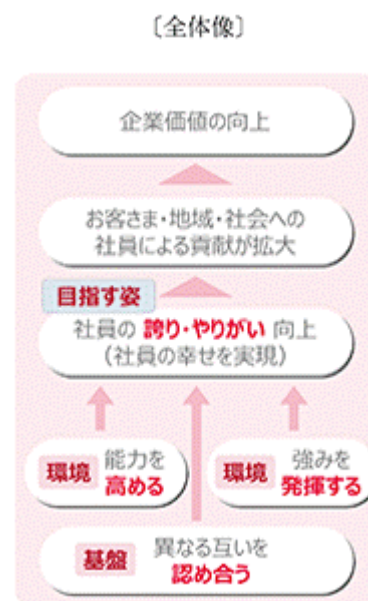 〔全体像〕
企業価値の向上
お客さま・地域・社会への
社員による貢献が拡大
目指す姿
社員の 誇り・やりがい 向上
(社員の幸せを実現)
環境 能力を
高める
環境 強みを
発揮する
基盤 異なる互いを
認め合う